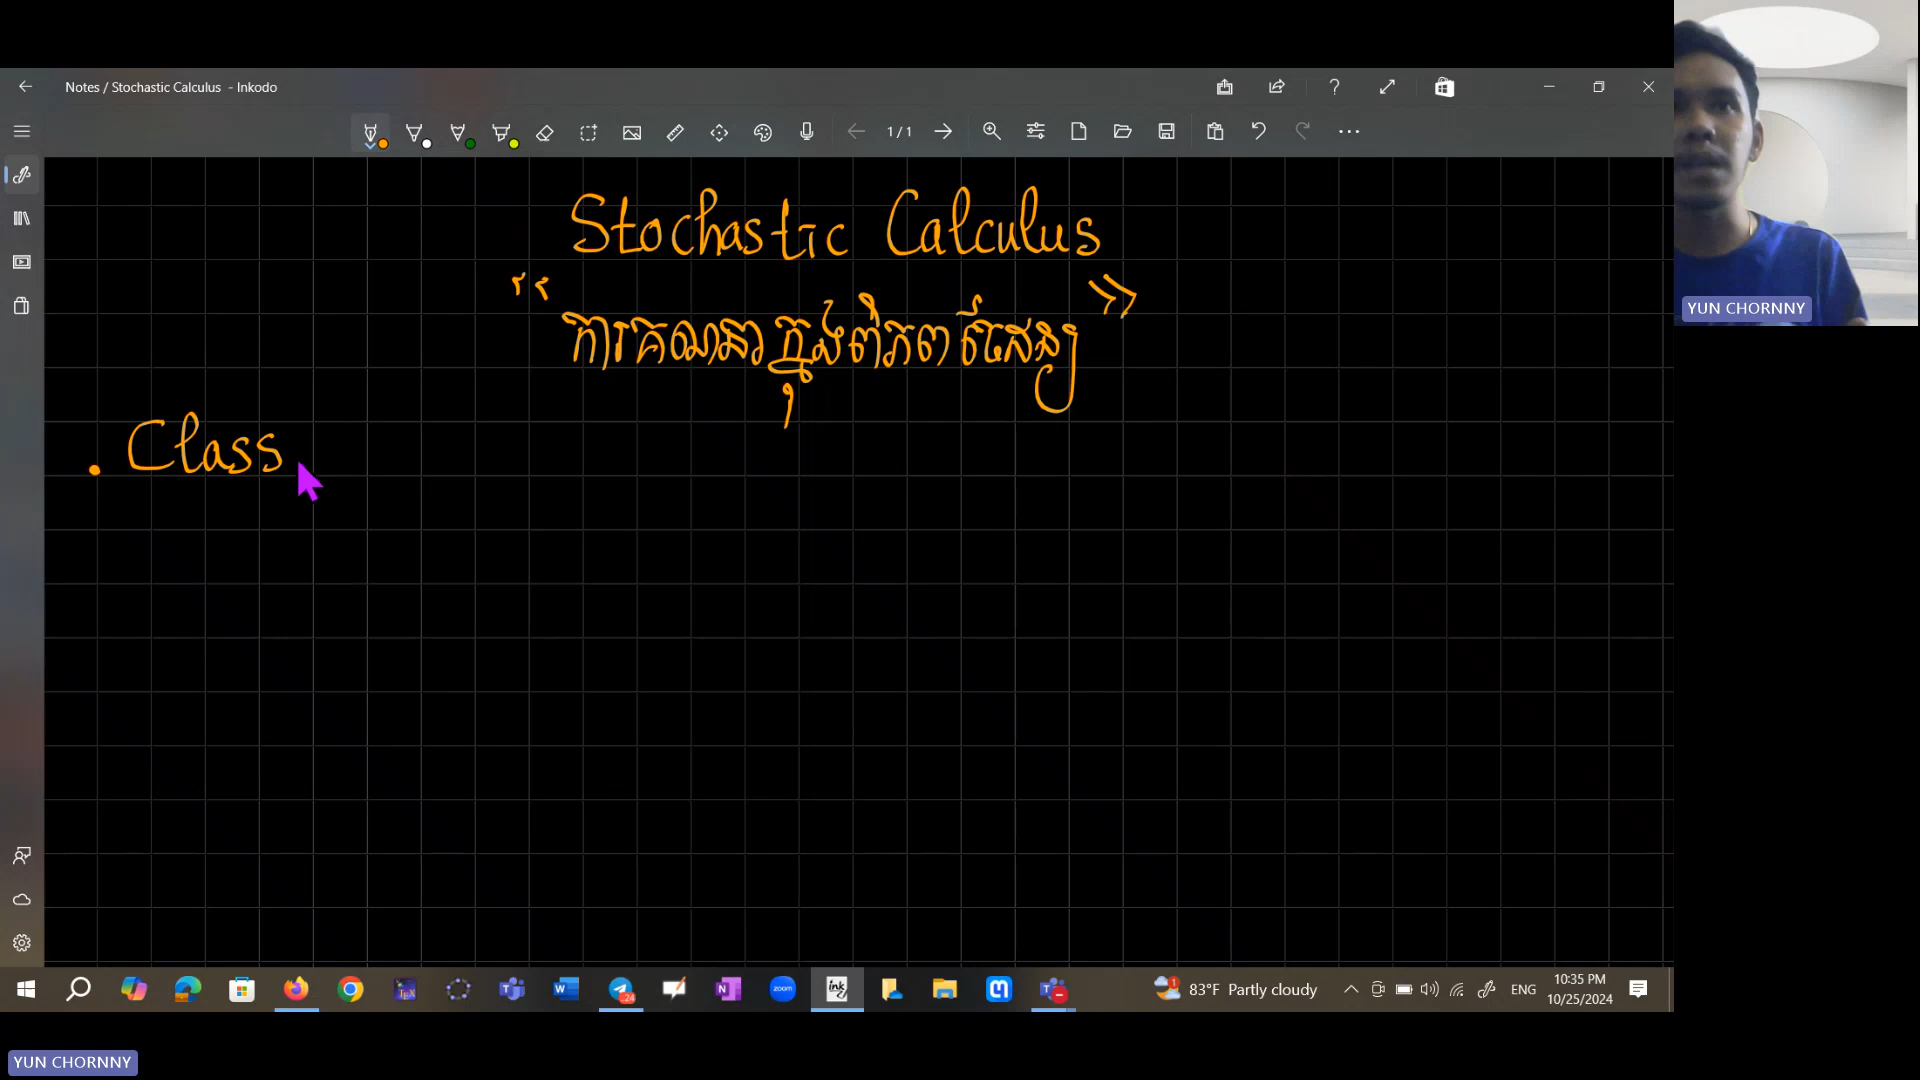 YUN CHORNNY
Notes / Stochastic Calculus - Inkodo
1 / 1
Stochastic Calculus
“ ការគណនាក្នុងពិភពចៃដន្យ ”
. Class
24
zoom
83°F Partly cloudy
ENG
10:35 PM
10/25/2024
YUN CHORNNY